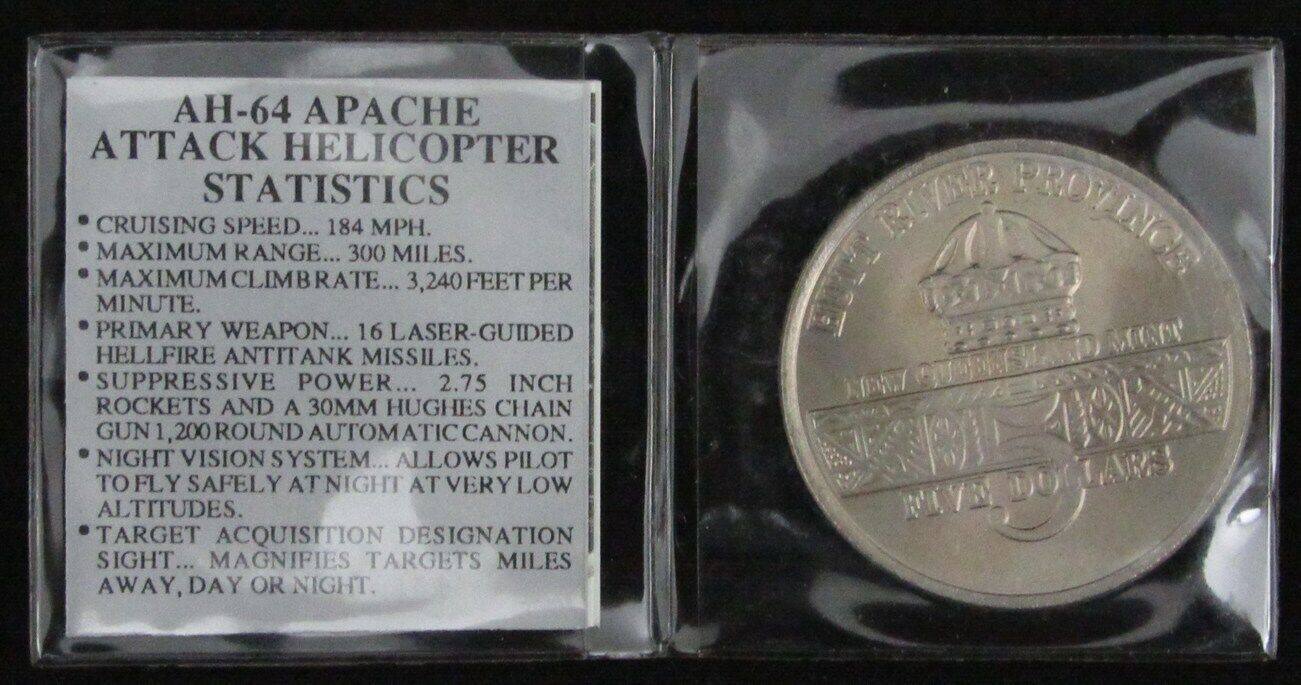 AH-64 APACHE
ATTACK HELICOPTER
STATISTICS
• CRUISING SPEED... 184 MPH.
• MAXIMUM RANGE... 300 MILES.
• MAXIMUM CLIMB RATE... 3,240 FEET PER
MINUTE.
• PRIMARY WEAPON... 16 LASER-GUIDED
HELLFIRE ANTITANK MISSILES.
• SUPPRESSIVE POWER... 2.75 INCH
ROCKETS AND A 30MM HUGHES CHAIN
GUN 1,200 ROUND AUTOMATIC CANNON.
• NIGHT VISION SYSTEM... ALLOWS PILOT
TO FLY SAFELY AT NIGHT AT VERY LOW
ALTITUDES.
• TARGET ACQUISITION DESIGNATION
SIGHT... MAGNIFIES TARGETS MILES
AWAY, DAY OR NIGHT.
HUTT RIVER PROVINCE
NEW QUEENSLAND MINT
5
FIVE DOLLARS